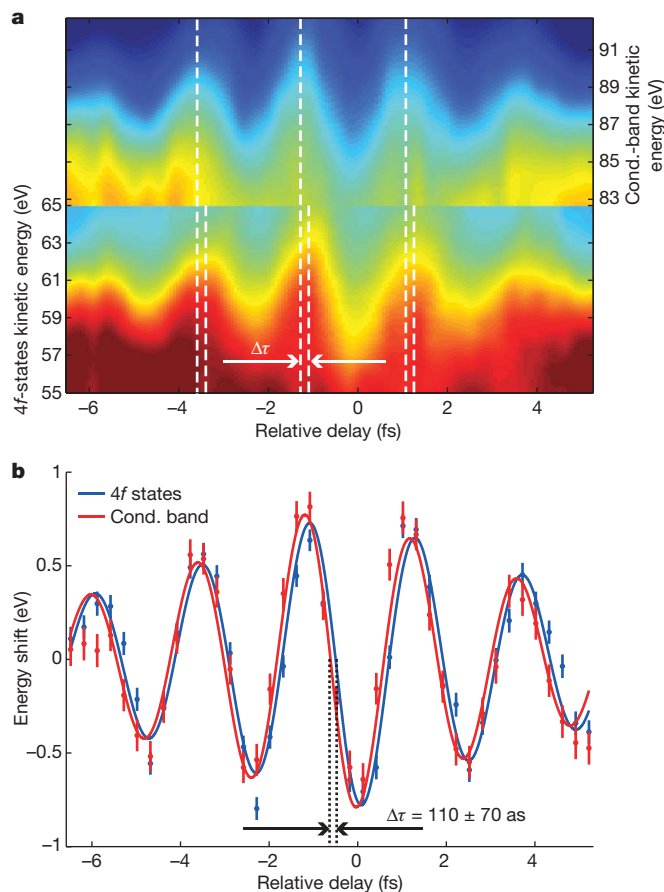 a
91
89
87
85
83
Cond.-band kinetic
energy (eV)
65
63
61
59
57
55
4f-states kinetic energy (eV)
Δτ
−6 −4 −2 0 2 4
Relative delay (fs)
b
1
0.5
0
−0.5
−1
Energy shift (eV)
4f states
Cond. band
Δτ = 110 ± 70 as
−6 −4 −2 0 2 4
Relative delay (fs)